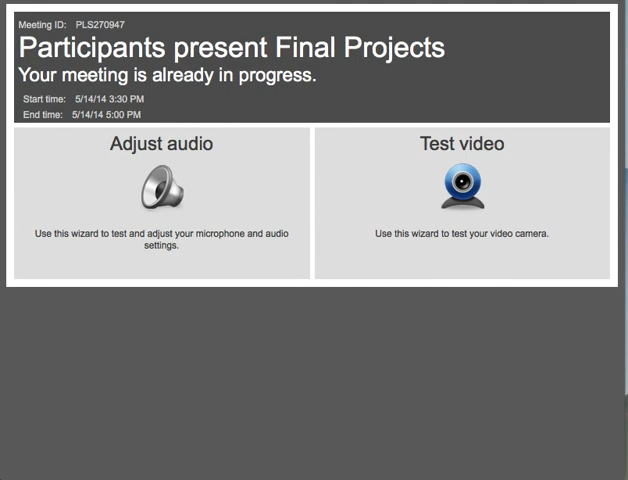 Meeting ID: PLS270947
Participants present Final Projects
Your meeting is already in progress.
Start time: 5/14/14 3:30 PM
End time: 5/14/14 5:00 PM
Adjust audio
Use this wizard to test and adjust your microphone and audio
settings.
Test video
Use this wizard to test your video camera.